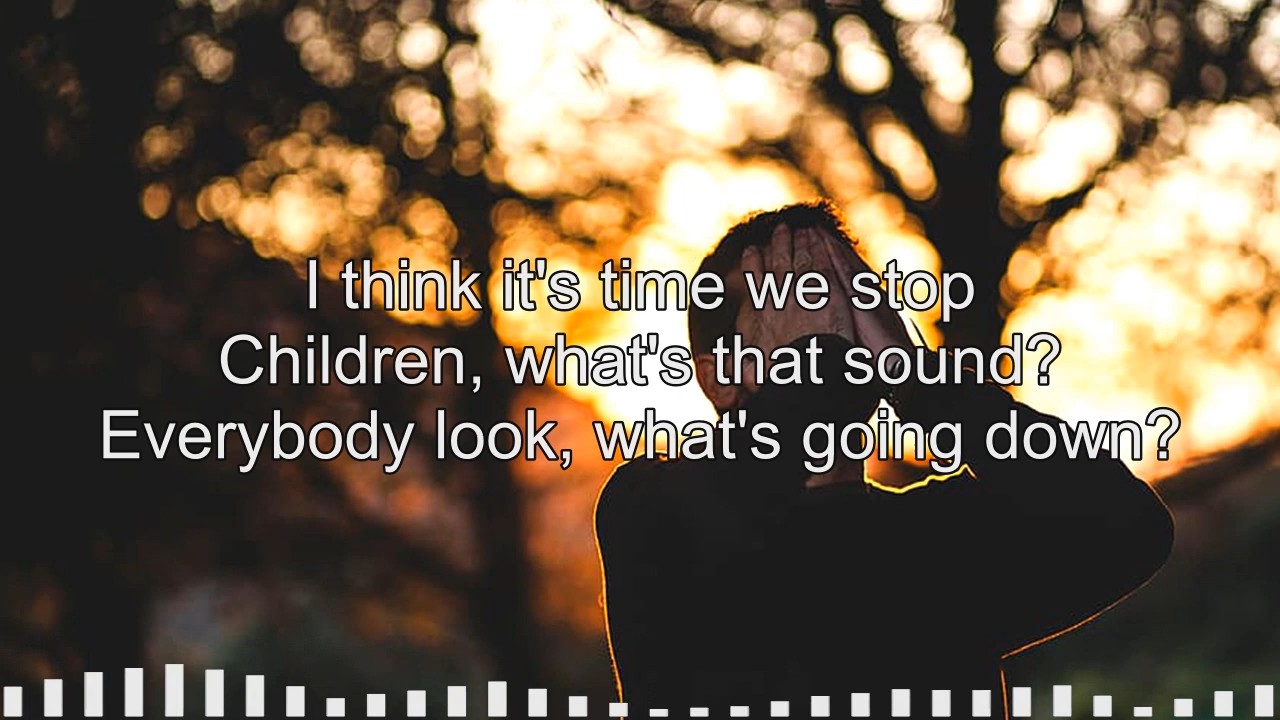 I think it's time we stop
Children, what's that sound?
Everybody look, what's going down?